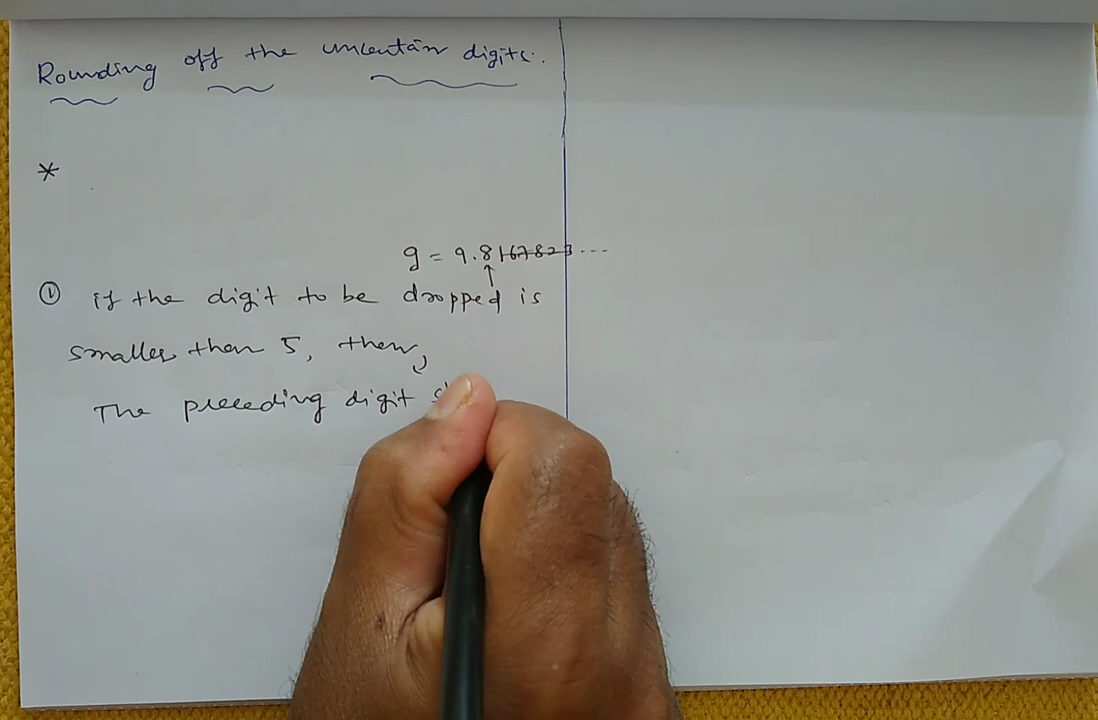 Rounding off the uncertain digits.
*
g = 9.8167823 ...
① if the digit to be dropped is
smaller than 5, then,
The preceding digit